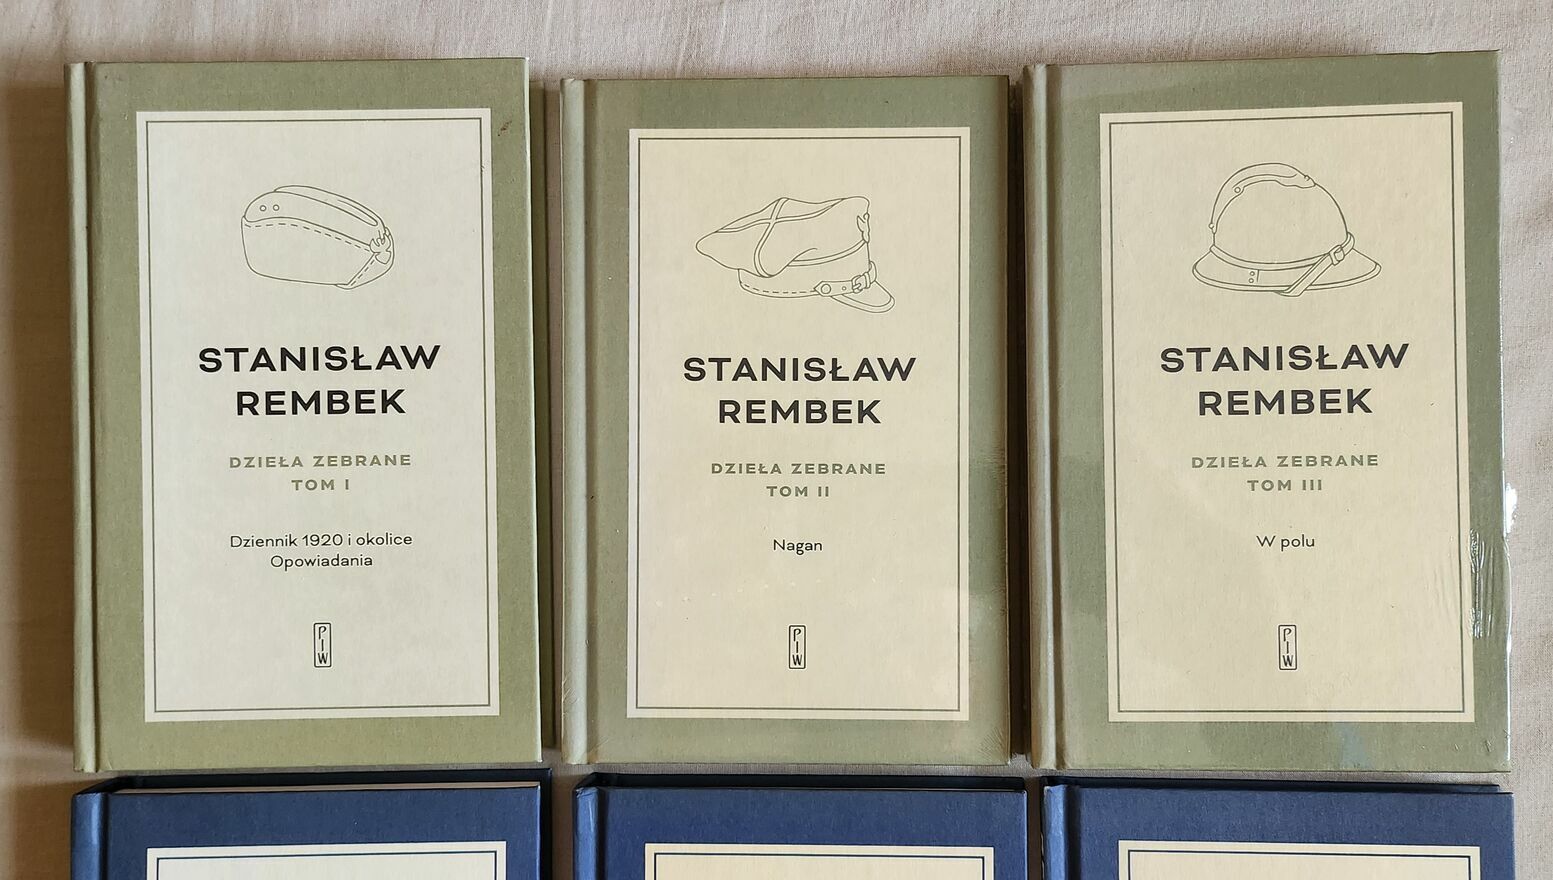 STANISŁAW
REMBEK
DZIEŁA ZEBRANE
TOM I
Dziennik 1920 i okolice
Opowiadania
PIW
STANISŁAW
REMBEK
DZIEŁA ZEBRANE
TOM II
Nagan
PIW
STANISŁAW
REMBEK
DZIEŁA ZEBRANE
TOM III
W polu
PIW